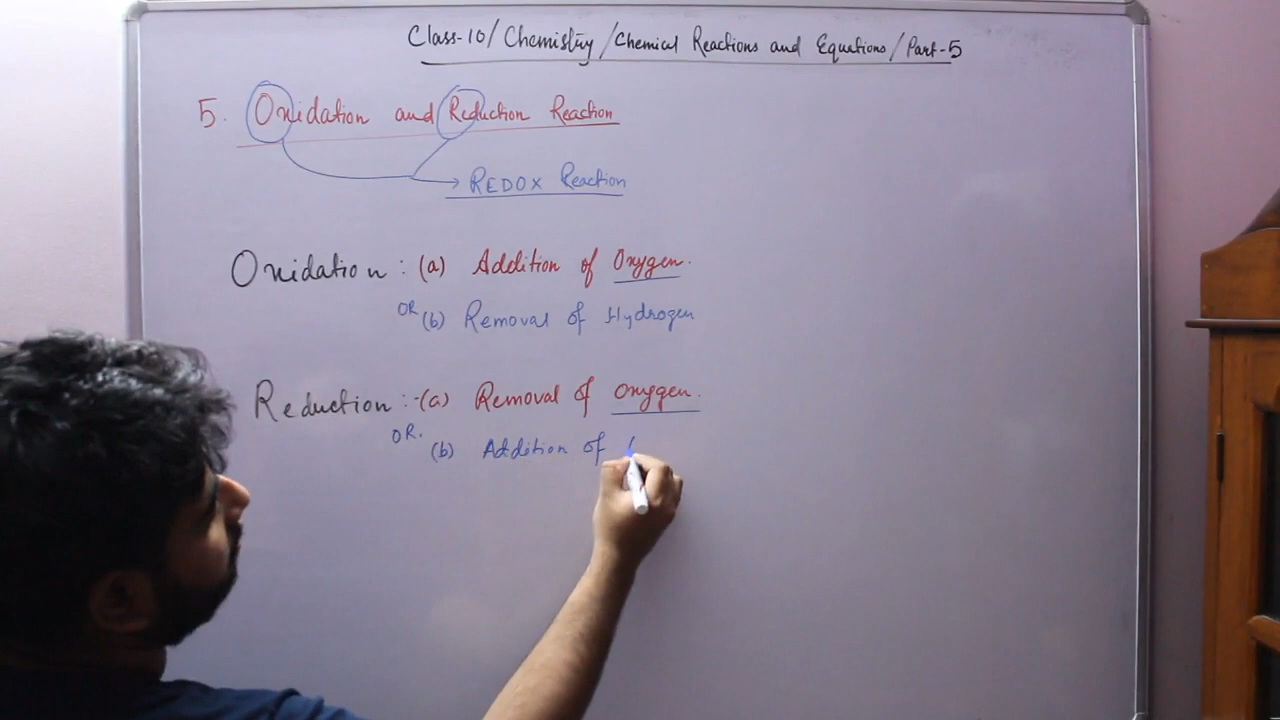 Class-10/Chemistry/Chemical Reactions and Equations/Part-5
5. Oxidation and Reduction Reaction
REDOX Reaction
Oxidation : (a) Addition of Oxygen.
OR (b) Removal of Hydrogen
Reduction :- (a) Removal of Oxygen.
OR. (b) Addition of